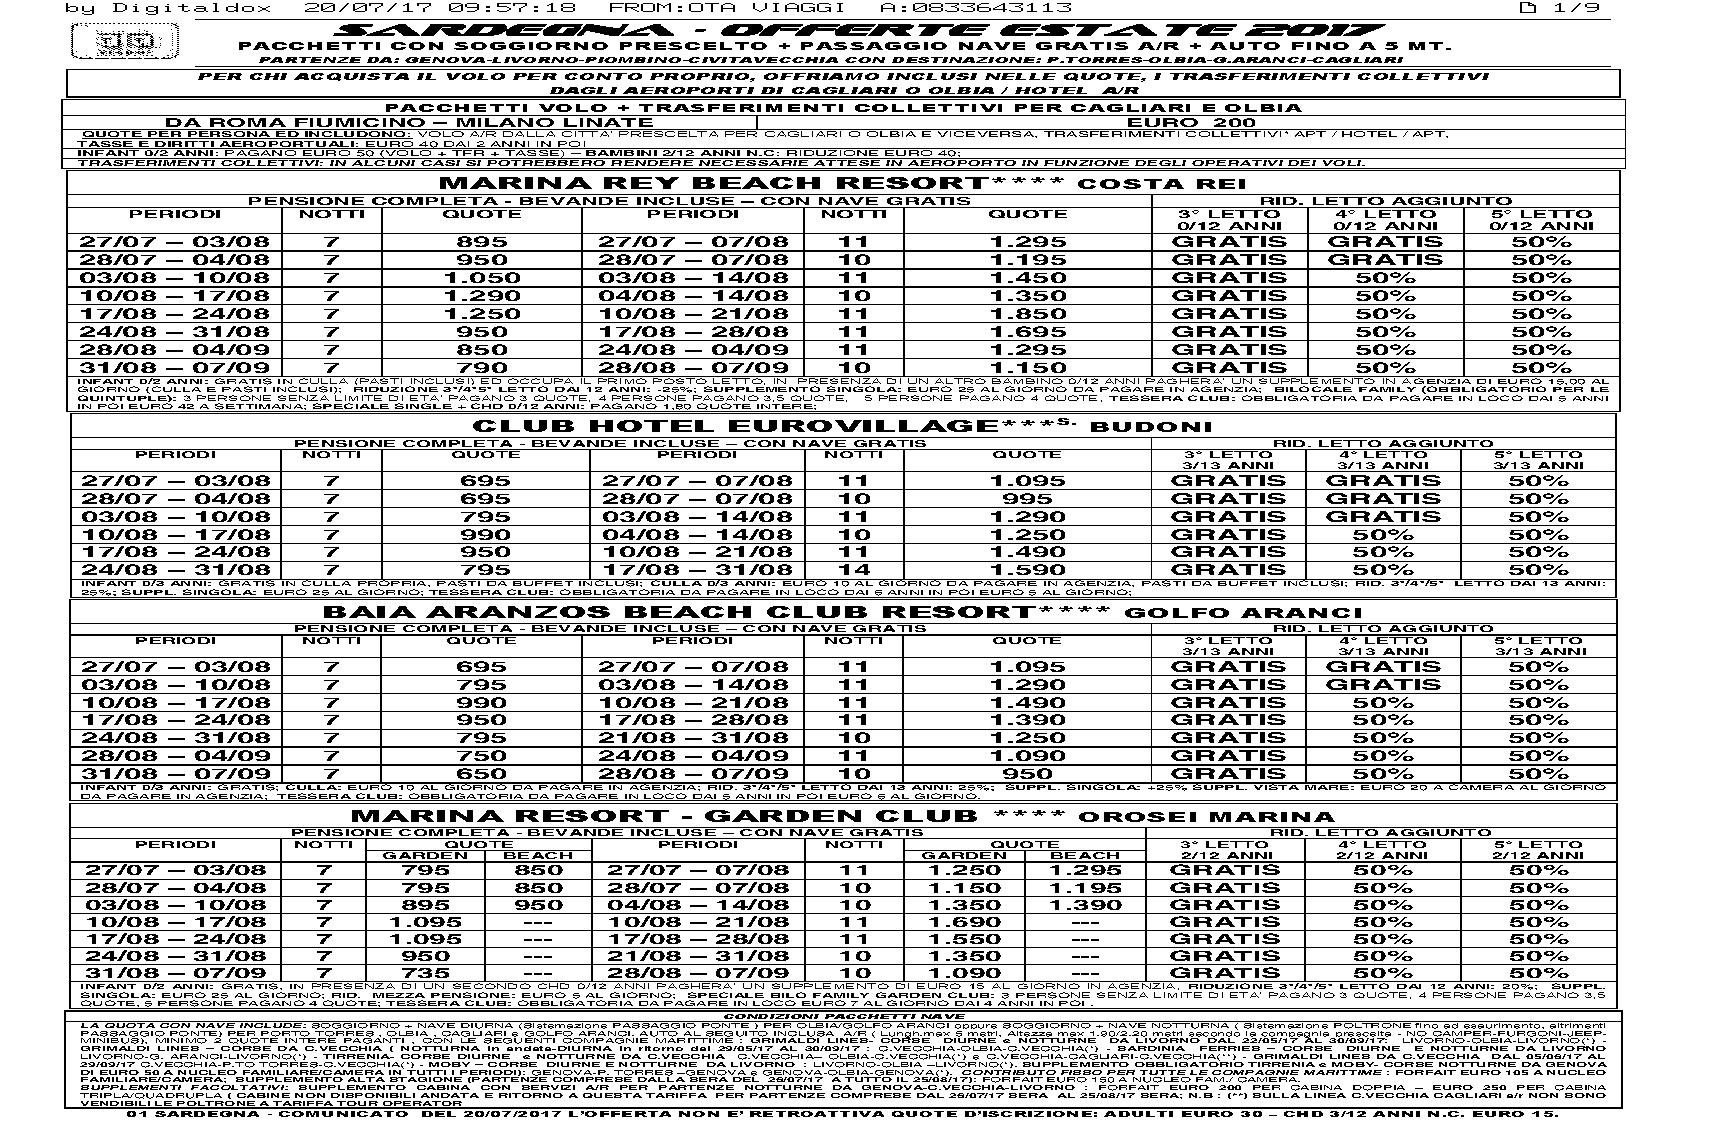 by Digitaldox 20/07/17 09:57:18 FROM:OTA VIAGGI A:0833643113 1/9
SARDEGNA - OFFERTE ESTATE 2017
PACCHETTI CON SOGGIORNO PRESCELTO + PASSAGGIO NAVE GRATIS A/R + AUTO FINO A 5 MT.
PARTENZE DA: GENOVA-LIVORNO-PIOMBINO-CIVITAVECCHIA CON DESTINAZIONE: P.TORRES-OLBIA-G.ARANCI-CAGLIARI
PER CHI ACQUISTA IL VOLO PER CONTO PROPRIO, OFFRIAMO INCLUSI NELLE QUOTE, I TRASFERIMENTI COLLETTIVI
DAGLI AEROPORTI DI CAGLIARI O OLBIA / HOTEL A/R
PACCHETTI VOLO + TRASFERIMENTI COLLETTIVI PER CAGLIARI E OLBIA
DA ROMA FIUMICINO – MILANO LINATE EURO 200
QUOTE PER PERSONA ED INCLUDONO: VOLO A/R DALLA CITTA' PRESCELTA PER CAGLIARI O OLBIA E VICEVERSA, TRASFERIMENTI COLLETTIVI* APT / HOTEL / APT,
TASSE E DIRITTI AEROPORTUALI: EURO 40 DAI 2 ANNI IN POI
INFANT 0/2 ANNI: PAGANO EURO 50 (VOLO + TFR + TASSE) – BAMBINI 2/12 ANNI N.C: RIDUZIONE EURO 40;
TRASFERIMENTI COLLETTIVI: IN ALCUNI CASI SI POTREBBERO RENDERE NECESSARIE ATTESE IN AEROPORTO IN FUNZIONE DEGLI OPERATIVI DEI VOLI.
MARINA REY BEACH RESORT**** COSTA REI
PENSIONE COMPLETA - BEVANDE INCLUSE – CON NAVE GRATIS RID. LETTO AGGIUNTO
PERIODI NOTTI QUOTE PERIODI NOTTI QUOTE 3° LETTO 4° LETTO 5° LETTO
0/12 ANNI 0/12 ANNI 0/12 ANNI
27/07 – 03/08 7 895 27/07 – 07/08 11 1.295 GRATIS GRATIS 50%
28/07 – 04/08 7 950 28/07 – 07/08 10 1.195 GRATIS GRATIS 50%
03/08 – 10/08 7 1.050 03/08 – 14/08 11 1.450 GRATIS 50% 50%
10/08 – 17/08 7 1.290 04/08 – 14/08 10 1.350 GRATIS 50% 50%
17/08 – 24/08 7 1.250 10/08 – 21/08 11 1.850 GRATIS 50% 50%
24/08 – 31/08 7 950 17/08 – 28/08 11 1.695 GRATIS 50% 50%
28/08 – 04/09 7 850 24/08 – 04/09 11 1.295 GRATIS 50% 50%
31/08 – 07/09 7 790 28/08 – 07/09 10 1.150 GRATIS 50% 50%
INFANT 0/2 ANNI: GRATIS IN CULLA (PASTI INCLUSI) ED OCCUPA IL PRIMO POSTO LETTO, IN PRESENZA DI UN ALTRO BAMBINO 0/12 ANNI PAGHERA' UN SUPPLEMENTO IN AGENZIA DI EURO 15,00 AL
GIORNO (CULLA E PASTI INCLUSI); RIDUZIONE 3°/4°/5° LETTO DAI 12 ANNI: 25%; SUPPLEMENTO SINGOLA: EURO 25 AL GIORNO DA PAGARE IN AGENZIA; BILOCALE FAMILY (OBBLIGATORIO PER LE
QUINTUPLE): 3 PERSONE SENZA LIMITE DI ETA' PAGANO 3 QUOTE, 4 PERSONE PAGANO 3,5 QUOTE, 5 PERSONE PAGANO 4 QUOTE, TESSERA CLUB: OBBLIGATORIA DA PAGARE IN LOCO DAI 5 ANNI
IN POI EURO 42 A SETTIMANA; SPECIALE SINGLE + CHD 0/12 ANNI: PAGANO 1,80 QUOTE INTERE;
CLUB HOTEL EUROVILLAGE***S. BUDONI
PENSIONE COMPLETA - BEVANDE INCLUSE – CON NAVE GRATIS RID. LETTO AGGIUNTO
PERIODI NOTTI QUOTE PERIODI NOTTI QUOTE 3° LETTO 4° LETTO 5° LETTO
3/13 ANNI 3/13 ANNI 3/13 ANNI
27/07 – 03/08 7 695 27/07 – 07/08 11 1.095 GRATIS GRATIS 50%
28/07 – 04/08 7 695 28/07 – 07/08 10 995 GRATIS GRATIS 50%
03/08 – 10/08 7 795 03/08 – 14/08 11 1.290 GRATIS GRATIS 50%
10/08 – 17/08 7 990 04/08 – 14/08 10 1.250 GRATIS 50% 50%
17/08 – 24/08 7 950 10/08 – 21/08 11 1.490 GRATIS 50% 50%
24/08 – 31/08 7 795 17/08 – 31/08 14 1.590 GRATIS 50% 50%
INFANT 0/3 ANNI: GRATIS IN CULLA PROPRIA, PASTI DA BUFFET INCLUSI; CULLA 0/3 ANNI: EURO 10 AL GIORNO DA PAGARE IN AGENZIA, PASTI DA BUFFET INCLUSI; RID. 3°/4°/5° LETTO DAI 13 ANNI:
25%; SUPPL. SINGOLA: EURO 25 AL GIORNO; TESSERA CLUB: OBBLIGATORIA DA PAGARE IN LOCO DAI 5 ANNI IN POI EURO 5 AL GIORNO;
BAIA ARANZOS BEACH CLUB RESORT**** GOLFO ARANCI
PENSIONE COMPLETA - BEVANDE INCLUSE – CON NAVE GRATIS RID. LETTO AGGIUNTO
PERIODI NOTTI QUOTE PERIODI NOTTI QUOTE 3° LETTO 4° LETTO 5° LETTO
3/13 ANNI 3/13 ANNI 3/13 ANNI
27/07 – 03/08 7 695 27/07 – 07/08 11 1.095 GRATIS GRATIS 50%
03/08 – 10/08 7 795 03/08 – 14/08 11 1.290 GRATIS GRATIS 50%
10/08 – 17/08 7 990 10/08 – 21/08 11 1.490 GRATIS 50% 50%
17/08 – 24/08 7 950 17/08 – 28/08 11 1.390 GRATIS 50% 50%
24/08 – 31/08 7 795 21/08 – 31/08 10 1.250 GRATIS 50% 50%
28/08 – 04/09 7 750 24/08 – 04/09 11 1.090 GRATIS 50% 50%
31/08 – 07/09 7 650 28/08 – 07/09 10 950 GRATIS 50% 50%
INFANT 0/3 ANNI: GRATIS; CULLA: EURO 10 AL GIORNO DA PAGARE IN AGENZIA; RID. 3°/4°/5° LETTO DAI 13 ANNI: 25%; SUPPL. SINGOLA: +25% SUPPL. VISTA MARE: EURO 20 A CAMERA AL GIORNO
DA PAGARE IN AGENZIA; TESSERA CLUB: OBBLIGATORIA DA PAGARE IN LOCO DAI 5 ANNI IN POI EURO 6 AL GIORNO.
MARINA RESORT - GARDEN CLUB **** OROSEI MARINA
PENSIONE COMPLETA - BEVANDE INCLUSE – CON NAVE GRATIS RID. LETTO AGGIUNTO
PERIODI NOTTI QUOTE PERIODI NOTTI QUOTE 3° LETTO 4° LETTO 5° LETTO
GARDEN BEACH GARDEN BEACH 2/12 ANNI 2/12 ANNI 2/12 ANNI
27/07 – 03/08 7 795 850 27/07 – 07/08 11 1.250 1.295 GRATIS 50% 50%
28/07 – 04/08 7 795 850 28/07 – 07/08 10 1.150 1.195 GRATIS 50% 50%
03/08 – 10/08 7 895 950 04/08 – 14/08 10 1.350 1.390 GRATIS 50% 50%
10/08 – 17/08 7 1.095 --- 10/08 – 21/08 11 1.690 --- GRATIS 50% 50%
17/08 – 24/08 7 1.095 --- 17/08 – 28/08 11 1.550 --- GRATIS 50% 50%
24/08 – 31/08 7 950 --- 21/08 – 31/08 10 1.350 --- GRATIS 50% 50%
31/08 – 07/09 7 735 --- 28/08 – 07/09 10 1.090 --- GRATIS 50% 50%
INFANT 0/2 ANNI: GRATIS, IN PRESENZA DI UN SECONDO CHD 0/12 ANNI PAGHERA' UN SUPPLEMENTO DI EURO 15 AL GIORNO IN AGENZIA, RIDUZIONE 3°/4°/5° LETTO DAI 12 ANNI: 20%; SUPPL.
SINGOLA: EURO 25 AL GIORNO; RID. MEZZA PENSIONE: EURO 5 AL GIORNO; SPECIALE BILO FAMILY GARDEN CLUB: 3 PERSONE SENZA LIMITE DI ETA' PAGANO 3 QUOTE, 4 PERSONE PAGANO 3,5
QUOTE, 5 PERSONE PAGANO 4 QUOTE; TESSERA CLUB: OBBLIGATORIA DA PAGARE IN LOCO EURO 7 AL GIORNO DAI 4 ANNI IN POI .
CONDIZIONI PACCHETTI NAVE
LA QUOTA CON NAVE INCLUDE: SOGGIORNO + NAVE DIURNA (Sistemazione PASSAGGIO PONTE ) PER OLBIA/GOLFO ARANCI oppure SOGGIORNO + NAVE NOTTURNA ( Sistemazione POLTRONE fino ad esaurimento, altrimenti
PASSAGGIO PONTE) PER PORTO TORRES , OLBIA , CAGLIARI e GOLFO ARANCI, AUTO AL SEGUITO INCLUSA A/R ( Lungh.max 5 metri, Altezze max 1.90/2.20 metri secondo le compagnie prescelte - NO CAMPER-FURGONI-JEEP-
MINIBUS), MINIMO 2 QUOTE INTERE PAGANTI , CON LE SEGUENTI COMPAGNIE MARITTIME : GRIMALDI LINES- CORSE DIURNE e NOTTURNE DA LIVORNO DAL 22/05/17 AL 30/09/17: LIVORNO-OLBIA-LIVORNO(*) -
GRIMALDI LINES – CORSE DA C.VECCHIA ( NOTTURNA in andata-DIURNA in ritorno dal 29/05/17 AL 30/09/17 : C.VECCHIA-OLBIA-C.VECCHIA(*) - SARDINIA FERRIES – CORSE DIURNE E NOTTURNE DA LIVORNO :
LIVORNO-G. ARANCI-LIVORNO(*) - TIRRENIA- CORSE DIURNE e NOTTURNE DA C.VECCHIA C.VECCHIA– OLBIA-C.VECCHIA(*) e C.VECCHIA-CAGLIARI-C.VECCHIA(**) - GRIMALDI LINES DA C.VECCHIA DAL 05/06/17 AL
29/09/17 C.VECCHIA-P.TO TORRES-C.VECCHIA(*) - MOBY – CORSE DIURNE E NOTTURNE DA LIVORNO : LIVORNO-OLBIA –LIVORNO(*). SUPPLEMENTO OBBLIGATORIO TIRRENIA e MOBY- CORSE NOTTURNE DA GENOVA
DI EURO 50 A NUCLEO FAMILIARE/CAMERA IN TUTTI I PERIODI): GENOVA-P. TORRES –GENOVA e GENOVA-OLBIA-GENOVA(*). CONTRIBUTO FISSO PER TUTTE LE COMPAGNIE MARITTIME : FORFAIT EURO 105 A NUCLEO
FAMILIARE/CAMERA; SUPPLEMENTO ALTA STAGIONE (PARTENZE COMPRESE DALLA SERA DEL 26/07/17 A TUTTO IL 25/08/17): FORFAIT EURO 150 A NUCLEO FAM./ CAMERA.
SUPPLEMENTI FACOLTATIVI: SUPLEMENTO CABINA CON SERVIZI A/R PER PARTENZE NOTTURNE DA GENOVA-C.VECCHIA-LIVORNO : FORFAIT EURO 200 PER CABINA DOPPIA – EURO 250 PER CABINA
TRIPLA/QUADRUPLA ( CABINE NON DISPONIBILI ANDATA E RITORNO A QUESTA TARIFFA PER PARTENZE COMPRESE DAL 26/07/17 SERA AL 25/08/17 SERA; N.B : (**) SULLA LINEA C.VECCHIA CAGLIARI a/r NON SONO
VENDIBILI LE POLTRONE A TARIFFA TOUR OPERATOR
01 SARDEGNA - COMUNICATO DEL 20/07/2017 L'OFFERTA NON E' RETROATTIVA QUOTE D'ISCRIZIONE: ADULTI EURO 30 – CHD 3/12 ANNI N.C. EURO 15.